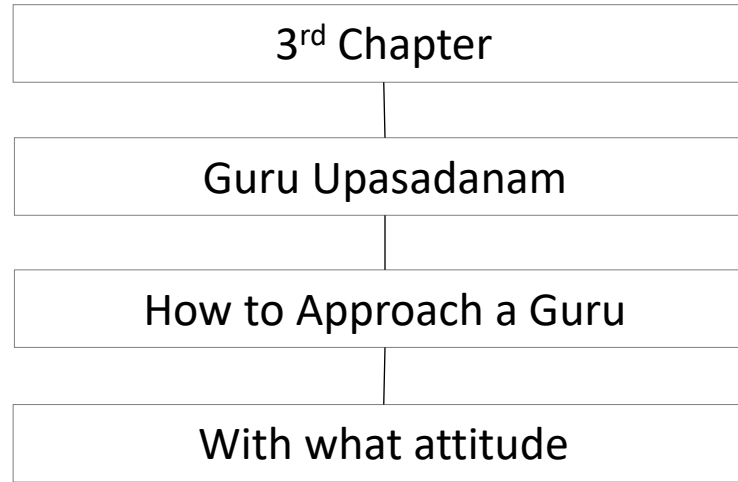 3rd Chapter
Guru Upasadanam
How to Approach a Guru
With what attitude